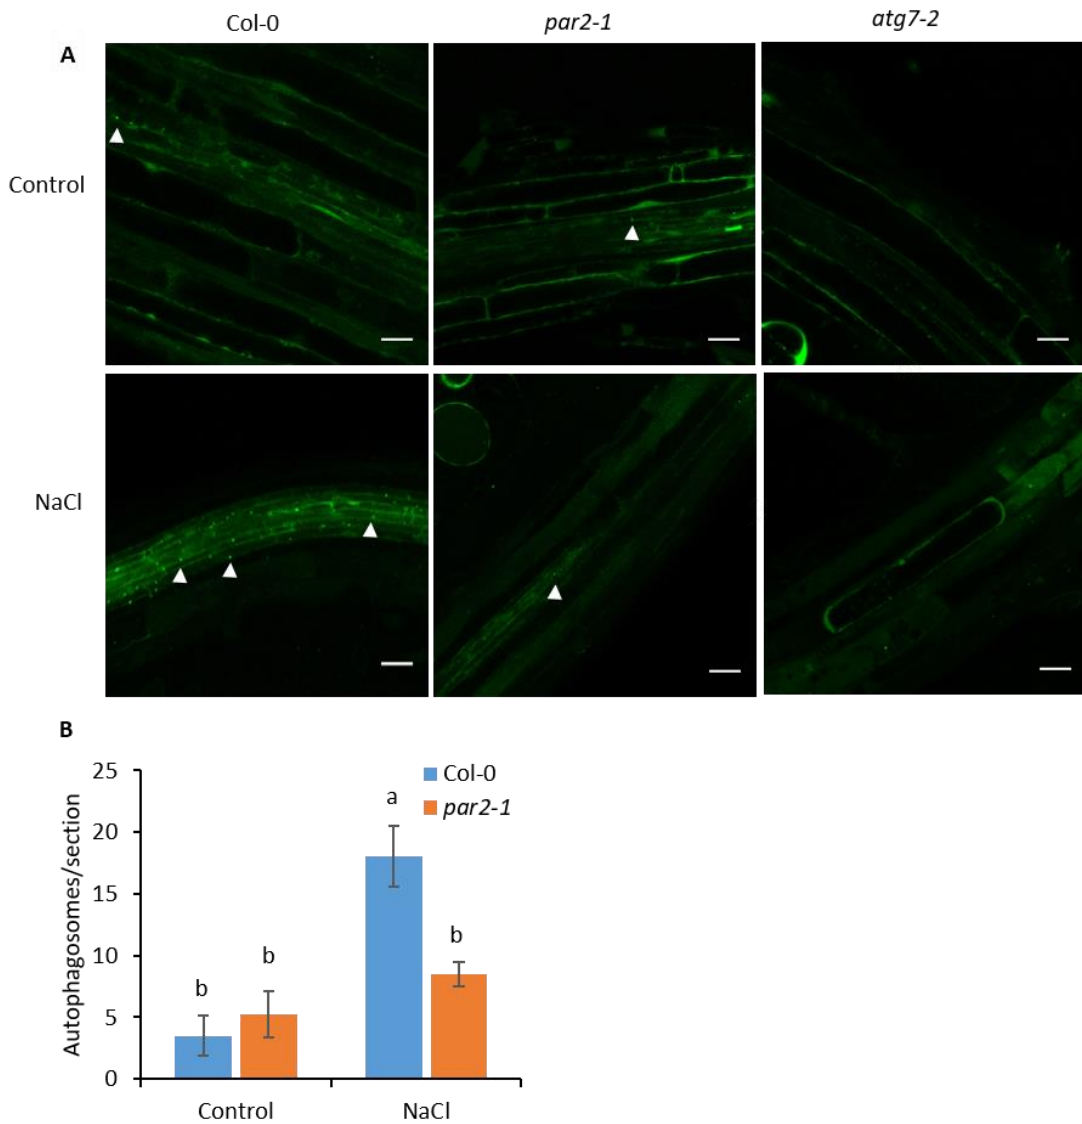 Col-0 par2-1 atg7-2
A
Control
NaCl
B
Autophagosomes/section
25
20
15
10
5
0
Col-0
par2-1
b
b
a
b
Control NaCl